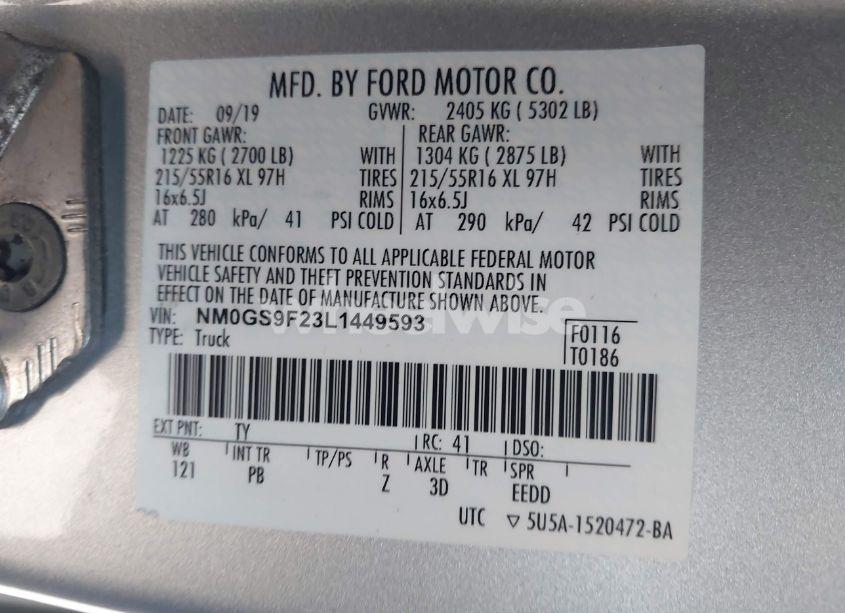 MFD. BY FORD MOTOR CO.
DATE: 09/19 GVWR: 2405 KG ( 5302 LB)
FRONT GAWR: REAR GAWR:
1225 KG ( 2700 LB) WITH 1304 KG ( 2875 LB) WITH
215/55R16 XL 97H TIRES 215/55R16 XL 97H TIRES
16x6.5J RIMS 16x6.5J RIMS
AT 280 kPa/ 41 PSI COLD AT 290 kPa/ 42 PSI COLD
THIS VEHICLE CONFORMS TO ALL APPLICABLE FEDERAL MOTOR
VEHICLE SAFETY AND THEFT PREVENTION STANDARDS IN
EFFECT ON THE DATE OF MANUFACTURE SHOWN ABOVE.
VIN: NM0GS9F23L1449593 F0116
TYPE: Truck T0186
EXT PNT: TY RC: 41 DSO:
WB INT TR TP/PS R AXLE TR SPR
121 PB Z 3D EEDD
UTC ▽ 5U5A-1520472-BA